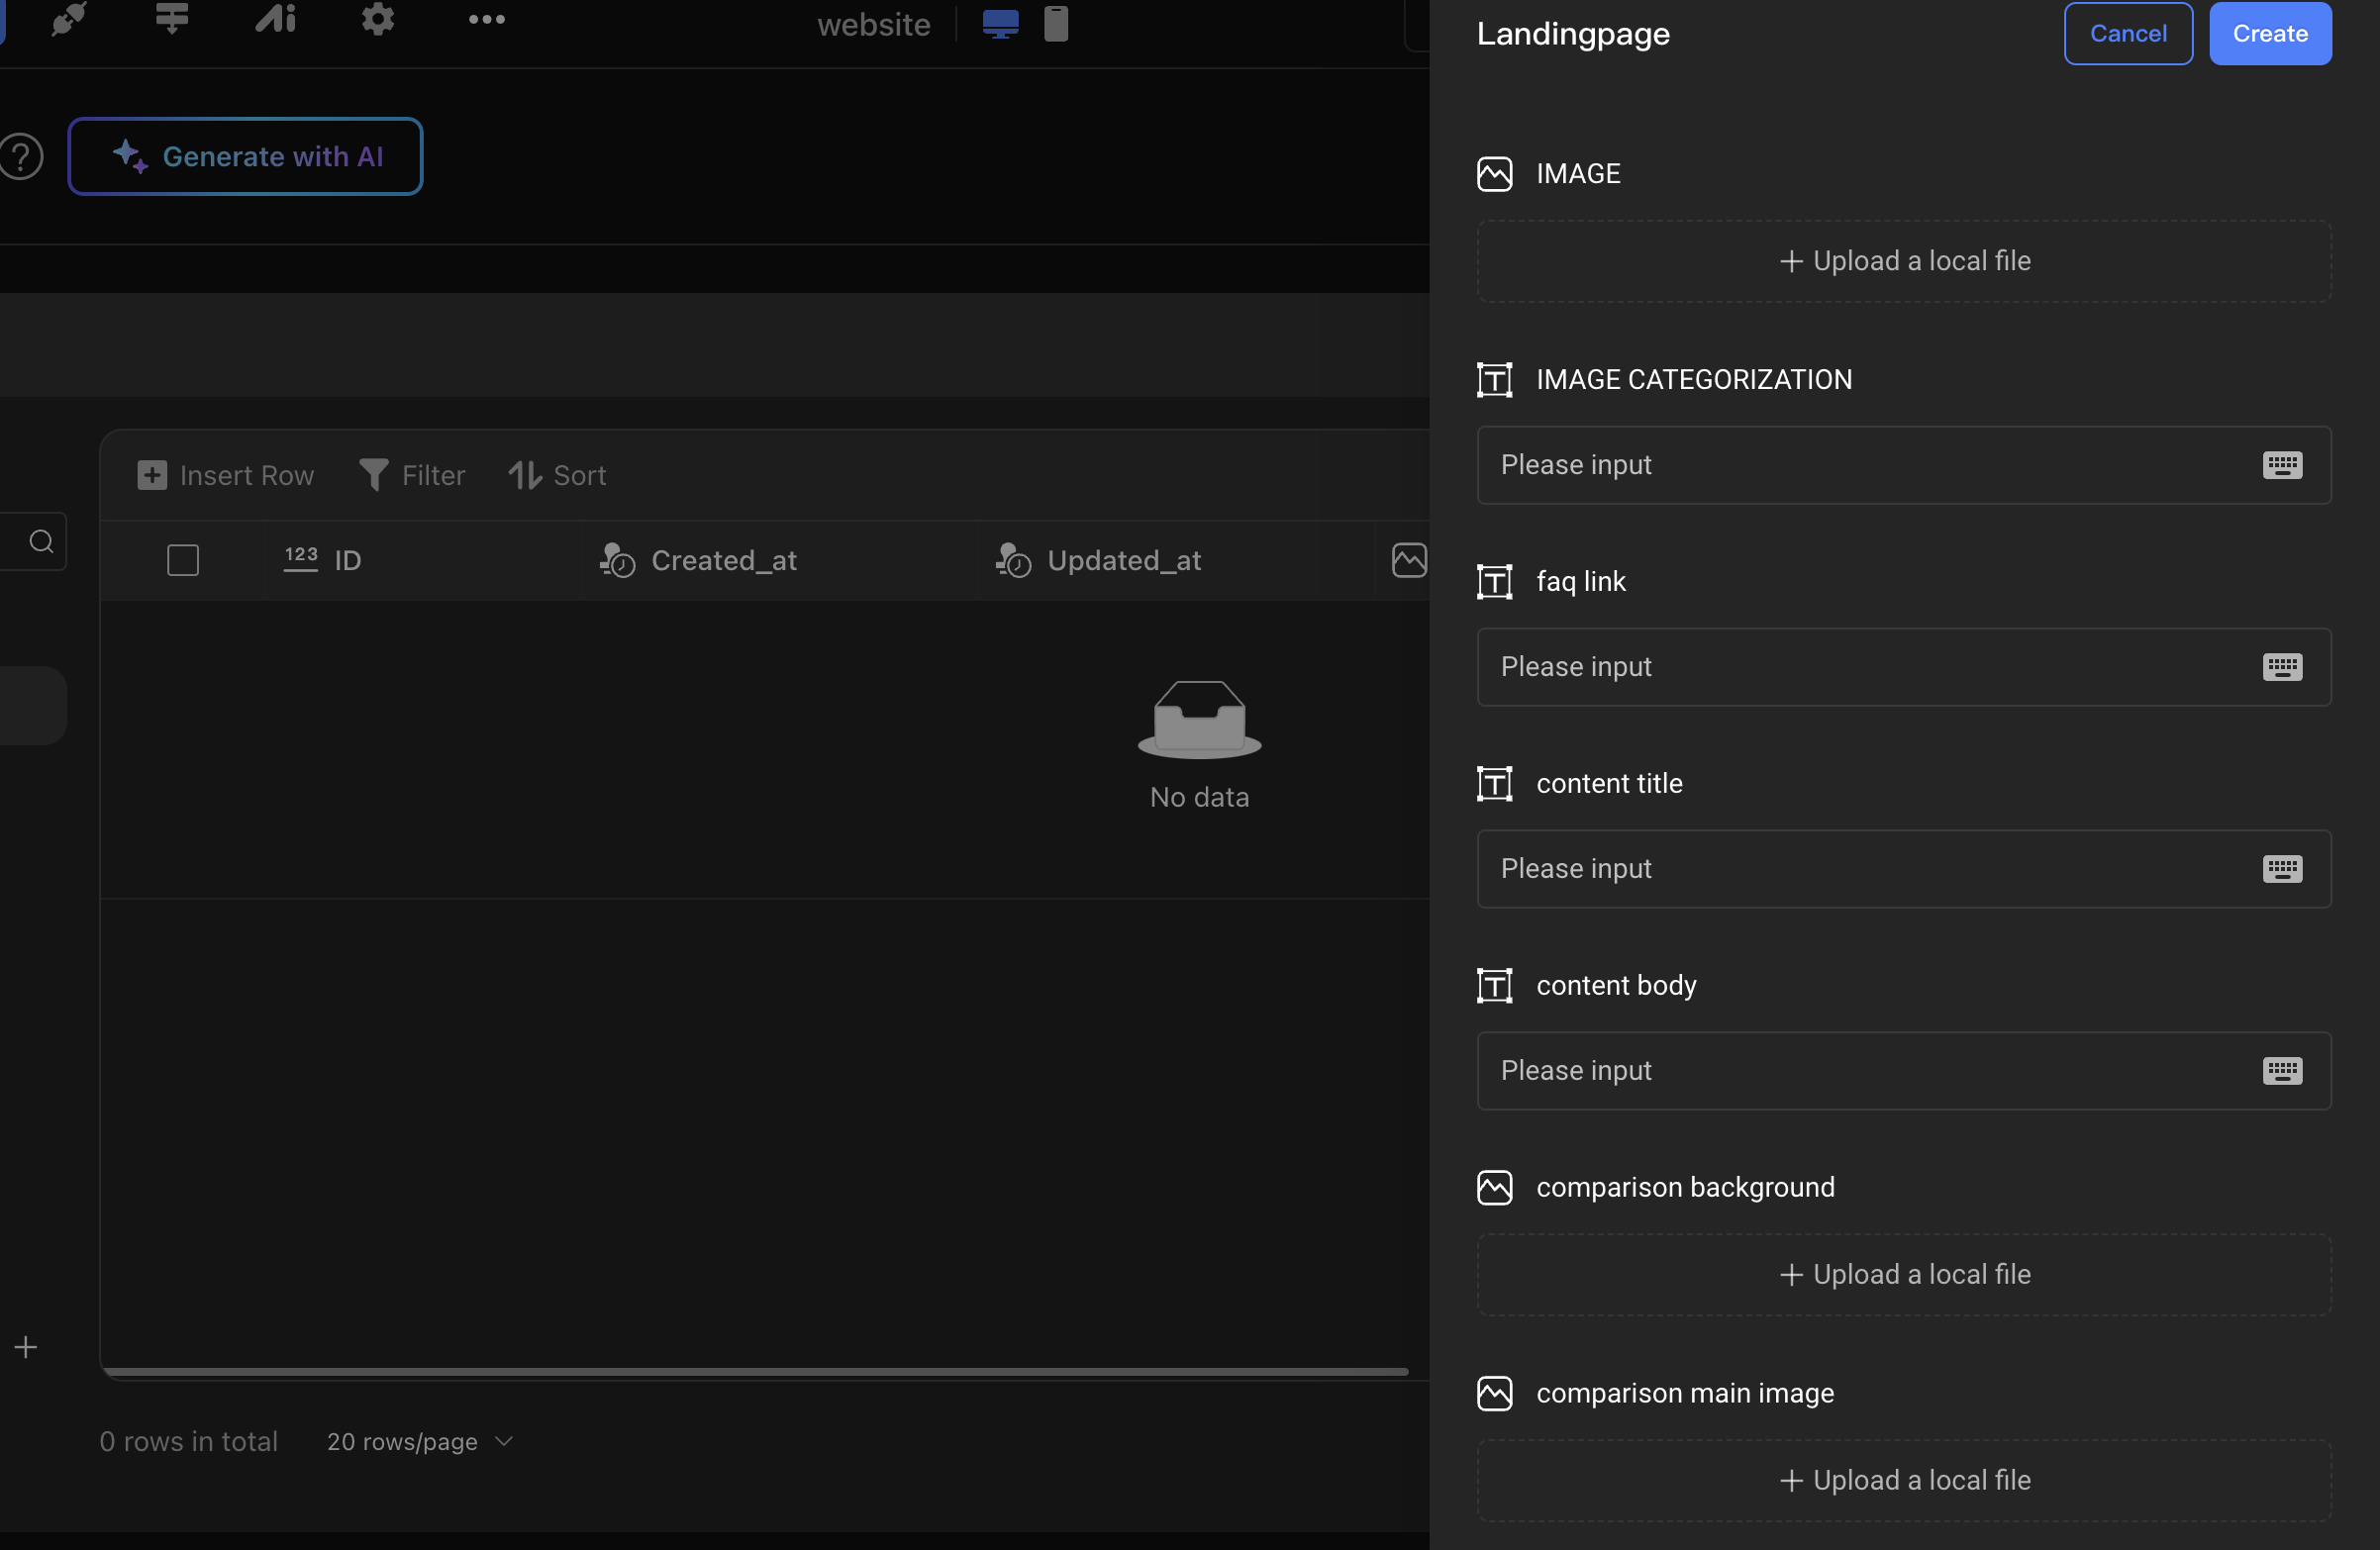 website
Generate with AI
Insert Row
Filter
Sort
123 ID
Created_at
Updated_at
No data
0 rows in total
20 rows/page
Landingpage
Cancel
Create
IMAGE
+ Upload a local file
IMAGE CATEGORIZATION
Please input
faq link
Please input
content title
Please input
content body
Please input
comparison background
+ Upload a local file
comparison main image
+ Upload a local file